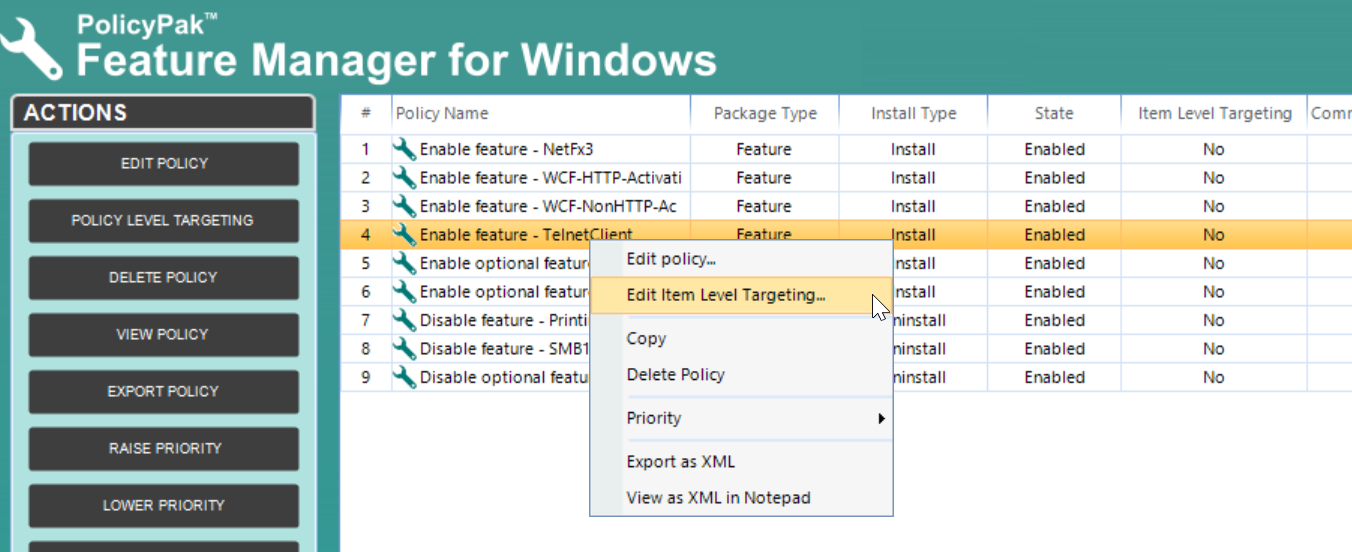 PolicyPak™
Feature Manager for Windows
ACTIONS
EDIT POLICY
POLICY LEVEL TARGETING
DELETE POLICY
VIEW POLICY
EXPORT POLICY
RAISE PRIORITY
LOWER PRIORITY
# Policy Name Package Type Install Type State Item Level Targeting Comm
1 Enable feature - NetFx3 Feature Install Enabled No
2 Enable feature - WCF-HTTP-Activati Feature Install Enabled No
3 Enable feature - WCF-NonHTTP-Ac Feature Install Enabled No
4 Enable feature - TelnetClient Feature Install Enabled No
5 Enable optional featur nstall Enabled No
6 Enable optional featur nstall Enabled No
7 Disable feature - Printi ninstall Enabled No
8 Disable feature - SMB1 ninstall Enabled No
9 Disable optional featu ninstall Enabled No
Edit policy...
Edit Item Level Targeting...
Copy
Delete Policy
Priority
Export as XML
View as XML in Notepad